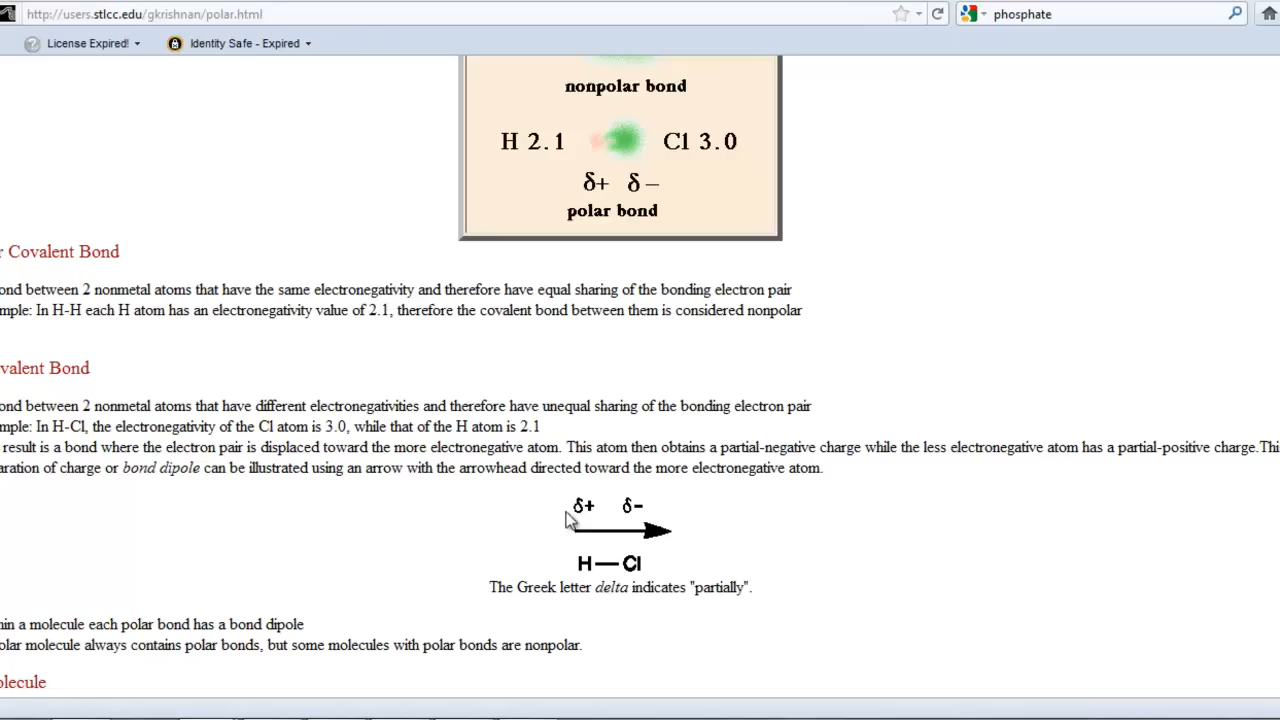 http://users.stlcc.edu/gkrishnan/polar.html phosphate
License Expired! Identity Safe - Expired
nonpolar bond
H 2.1 Cl 3.0
δ+ δ –
polar bond
r Covalent Bond
ond between 2 nonmetal atoms that have the same electronegativity and therefore have equal sharing of the bonding electron pair
mple: In H-H each H atom has an electronegativity value of 2.1, therefore the covalent bond between them is considered nonpolar
valent Bond
ond between 2 nonmetal atoms that have different electronegativities and therefore have unequal sharing of the bonding electron pair
mple: In H-Cl, the electronegativity of the Cl atom is 3.0, while that of the H atom is 2.1
result is a bond where the electron pair is displaced toward the more electronegative atom. This atom then obtains a partial-negative charge while the less electronegative atom has a partial-positive charge.Thi
aration of charge or bond dipole can be illustrated using an arrow with the arrowhead directed toward the more electronegative atom.
δ+ δ-
H—Cl
The Greek letter delta indicates "partially".
hin a molecule each polar bond has a bond dipole
olar molecule always contains polar bonds, but some molecules with polar bonds are nonpolar.
olecule